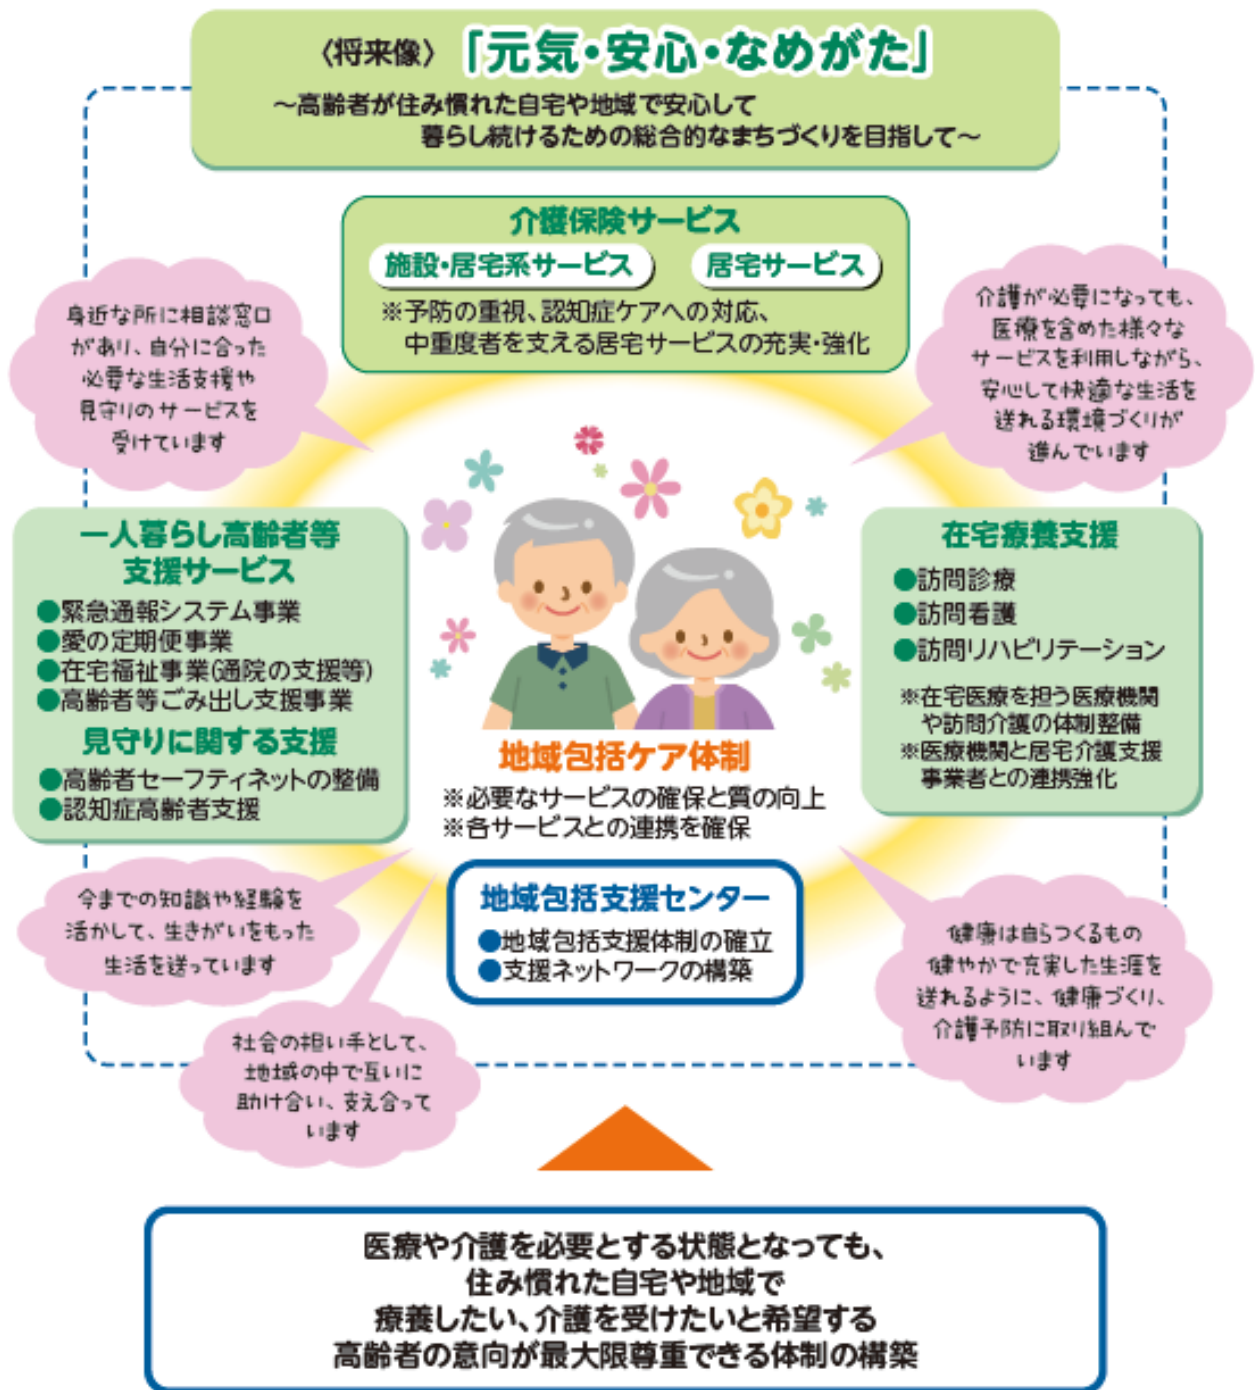 〈将来像〉「元気・安心・なめがた」
～高齢者が住み慣れた自宅や地域で安心して
暮らし続けるための総合的なまちづくりを目指して～
介護保険サービス
施設・居宅系サービス
居宅サービス
※予防の重視、認知症ケアへの対応、
中重度者を支える居宅サービスの充実・強化
身近な所に相談窓口
があり、自分に合った
必要な生活支援や
見守りのサービスを
受けています
介護が必要になっても、
医療を含めた様々な
サービスを利用しながら、
安心して快適な生活を
送れる環境づくりが
進んでいます
一人暮らし高齢者等
支援サービス
●緊急通報システム事業
●愛の定期便事業
●在宅福祉事業(通院の支援等)
●高齢者等ごみ出し支援事業
見守りに関する支援
●高齢者セーフティネットの整備
●認知症高齢者支援
在宅療養支援
●訪問診療
●訪問看護
●訪問リハビリテーション
※在宅医療を担う医療機関
や訪問介護の体制整備
※医療機関と居宅介護支援
事業者との連携強化
地域包括ケア体制
※必要なサービスの確保と質の向上
※各サービスとの連携を確保
地域包括支援センター
●地域包括支援体制の確立
●支援ネットワークの構築
今までの知識や経験を
活かして、生きがいをもった
生活を送っています
社会の担い手として、
地域の中で互いに
助け合い、支え合って
います
健康は自らつくるもの
健やかで充実した生涯を
送れるように、健康づくり、
介護予防に取り組んで
います
医療や介護を必要とする状態となっても、
住み慣れた自宅や地域で
療養したい、介護を受けたいと希望する
高齢者の意向が最大限尊重できる体制の構築